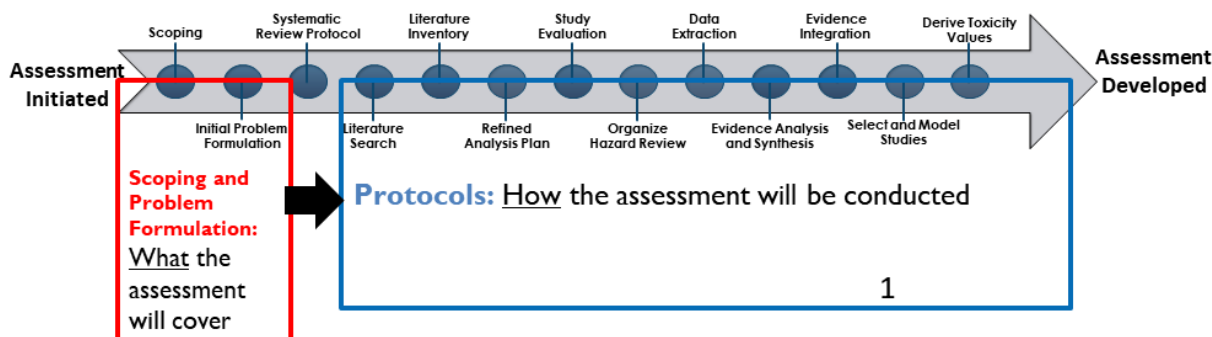 Assessment
Initiated
Scoping
Initial Problem
Formulation
Systematic
Review Protocol
Literature
Search
Literature
Inventory
Refined
Analysis Plan
Study
Evaluation
Organize
Hazard Review
Data
Extraction
Evidence Analysis
and Synthesis
Evidence
Integration
Select and Model
Studies
Derive Toxicity
Values
Assessment
Developed
Scoping and
Problem
Formulation:
What the
assessment
will cover
Protocols: How the assessment will be conducted
1